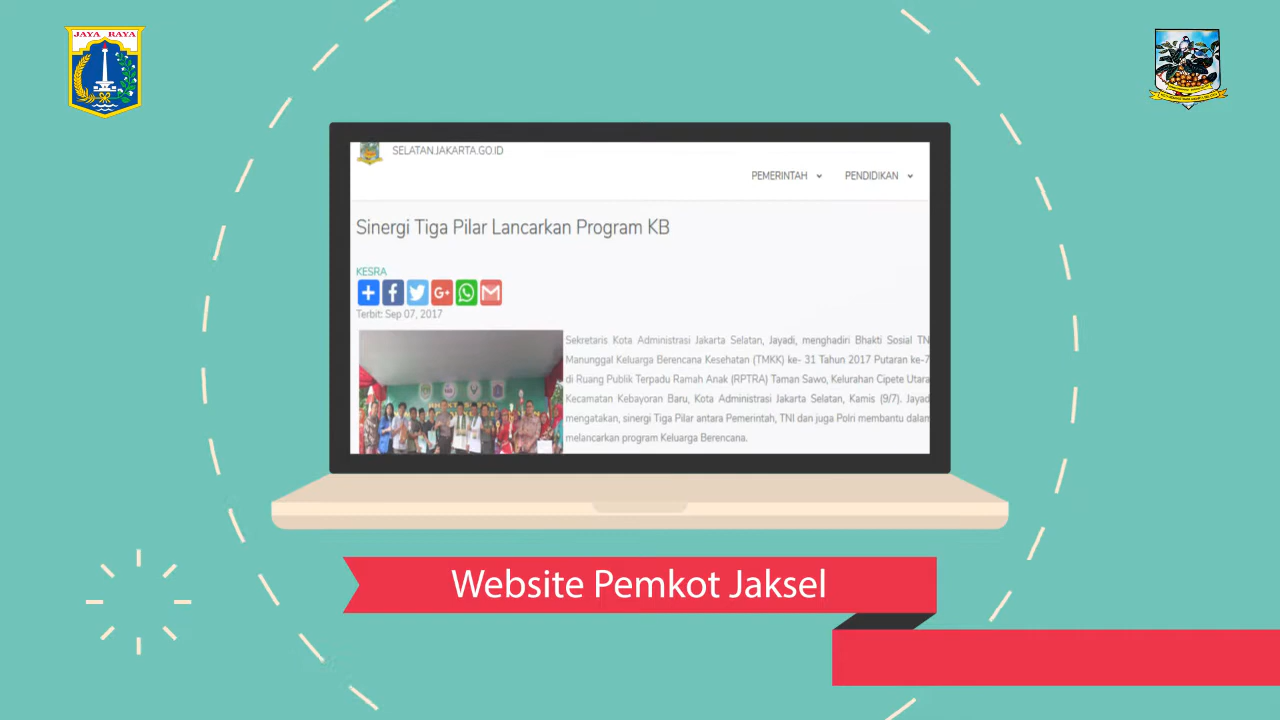 JAYA RAYA
SELATAN.JAKARTA.GO.ID
PEMERINTAH
PENDIDIKAN
Sinergi Tiga Pilar Lancarkan Program KB
KESRA
Terbit: Sep 07, 2017
Sekretaris Kota Administrasi Jakarta Selatan, Jayadi, menghadiri Bhakti Sosial TN
Manunggal Keluarga Berencana Kesehatan (TMKK) ke- 31 Tahun 2017 Putaran ke-7
di Ruang Publik Terpadu Ramah Anak (RPTRA) Taman Sawo, Kelurahan Cipete Utara
Kecamatan Kebayoran Baru, Kota Administrasi Jakarta Selatan, Kamis (9/7). Jayad
mengatakan, sinergi Tiga Pilar antara Pemerintah, TNI dan juga Polri membantu dalam
melancarkan program Keluarga Berencana.
Website Pemkot Jaksel